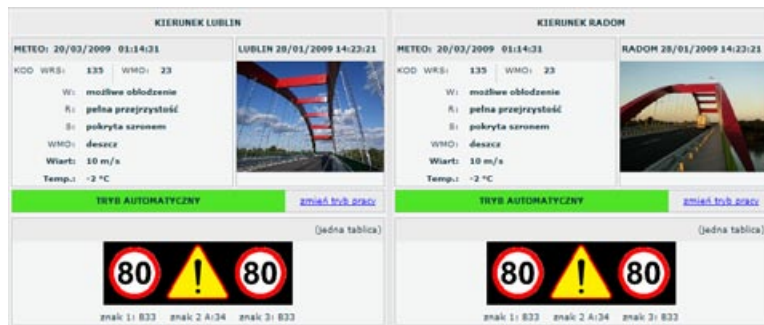 KIERUNEK LUBLIN
METEO: 20/03/2009 01:14:31
LUBLIN 28/01/2009 14:23:21
KOD WRS: 135 WMO: 23
W: możliwe oblodzenie
R: pełna przejrzystość
S: pokryta szronem
WMO: deszcz
Wiart: 10 m/s
Temp.: -2 °C
TRYB AUTOMATYCZNY
zmień tryb pracy
(jedna tablica)
80 ! 80
znak 1: B33 znak 2 A:34 znak 3: B33
KIERUNEK RADOM
METEO: 20/03/2009 01:14:31
RADOM 28/01/2009 14:23:21
KOD WRS: 135 WMO: 23
W: możliwe oblodzenie
R: pełna przejrzystość
S: pokryta szronem
WMO: deszcz
Wiart: 10 m/s
Temp.: -2 °C
TRYB AUTOMATYCZNY
zmień tryb pracy
(jedna tablica)
80 ! 80
znak 1: B33 znak 2 A:34 znak 3: B33